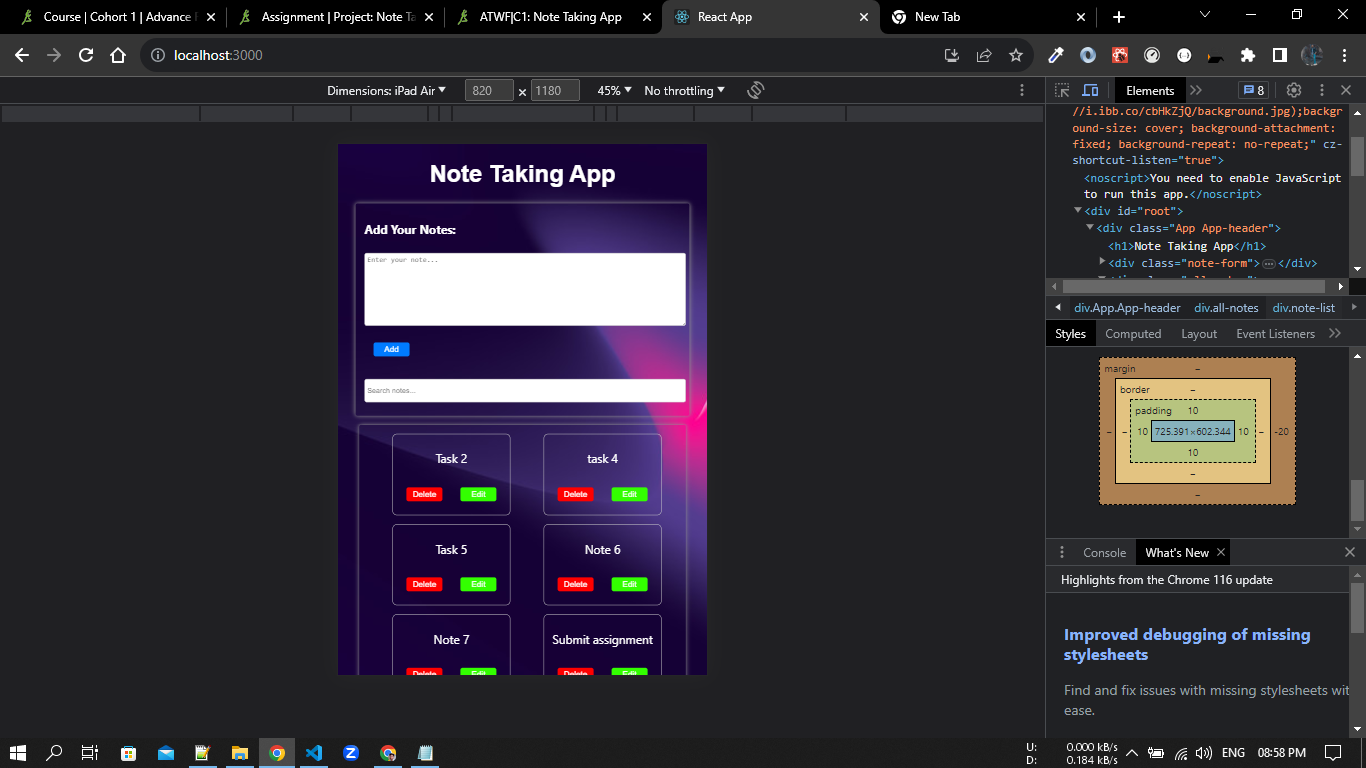 Course | Cohort 1 | Advance
Assignment | Project: Note Ta
ATWF|C1: Note Taking App
React App
New Tab
localhost:3000
Dimensions: iPad Air
820 × 1180
45%
No throttling
Elements
8
Note Taking App
Add Your Notes:
Enter your note...
Add
Search notes...
Task 2
task 4
Delete Edit
Delete Edit
Task 5
Note 6
Delete Edit
Delete Edit
Note 7
Submit assignment
Delete Edit
Delete Edit
//i.ibb.co/cbHkZjQ/background.jpg);backgr
ound-size: cover; background-attachment:
fixed; background-repeat: no-repeat;" cz-
shortcut-listen="true">
<noscript>You need to enable JavaScript
to run this app.</noscript>
<div id="root">
<div class="App App-header">
<h1>Note Taking App</h1>
<div class="note-form">…</div>
div.App.App-header div.all-notes div.note-list
Styles Computed Layout Event Listeners
margin –
border –
padding 10
– – 10 725.391×602.344 10 – -20
10
–
–
Console What's New
Highlights from the Chrome 116 update
Improved debugging of missing
stylesheets
Find and fix issues with missing stylesheets wit
ease.
U: 0.000 kB/s
D: 0.184 kB/s
ENG
08:58 PM